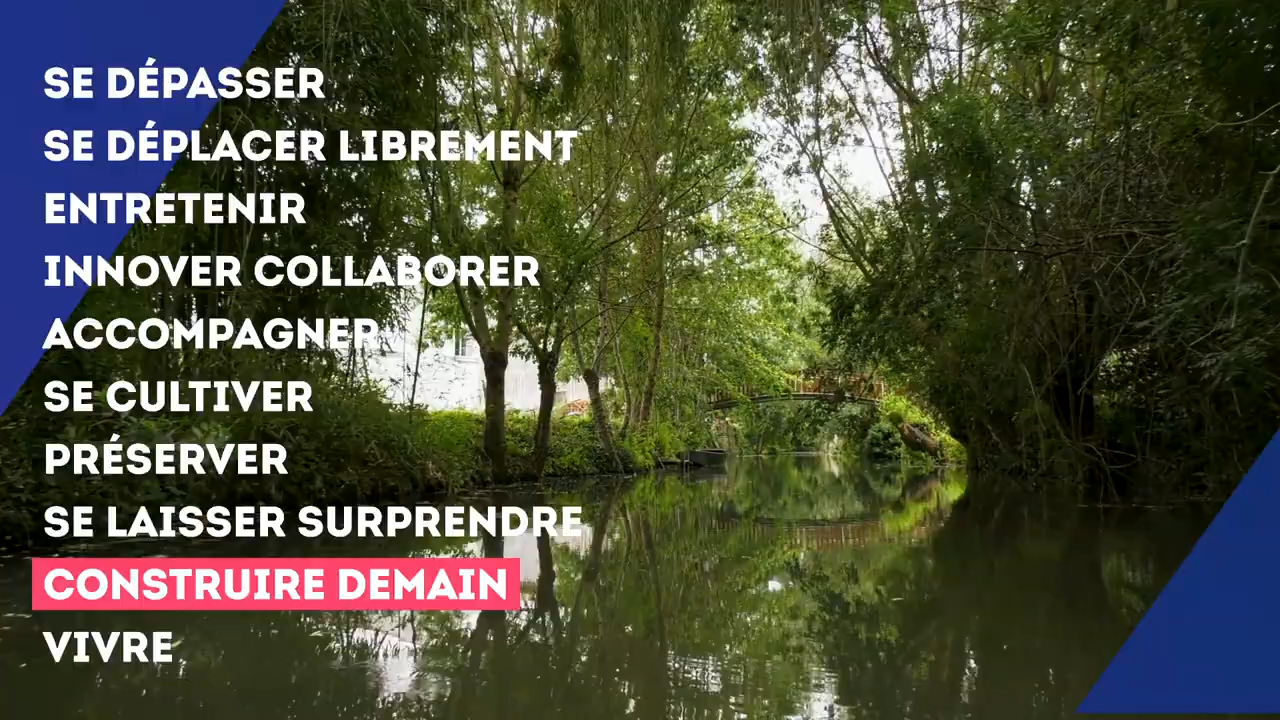 SE DÉPASSER
SE DÉPLACER LIBREMENT
ENTRETENIR
INNOVER COLLABORER
ACCOMPAGNER
SE CULTIVER
PRÉSERVER
SE LAISSER SURPRENDRE
CONSTRUIRE DEMAIN
VIVRE